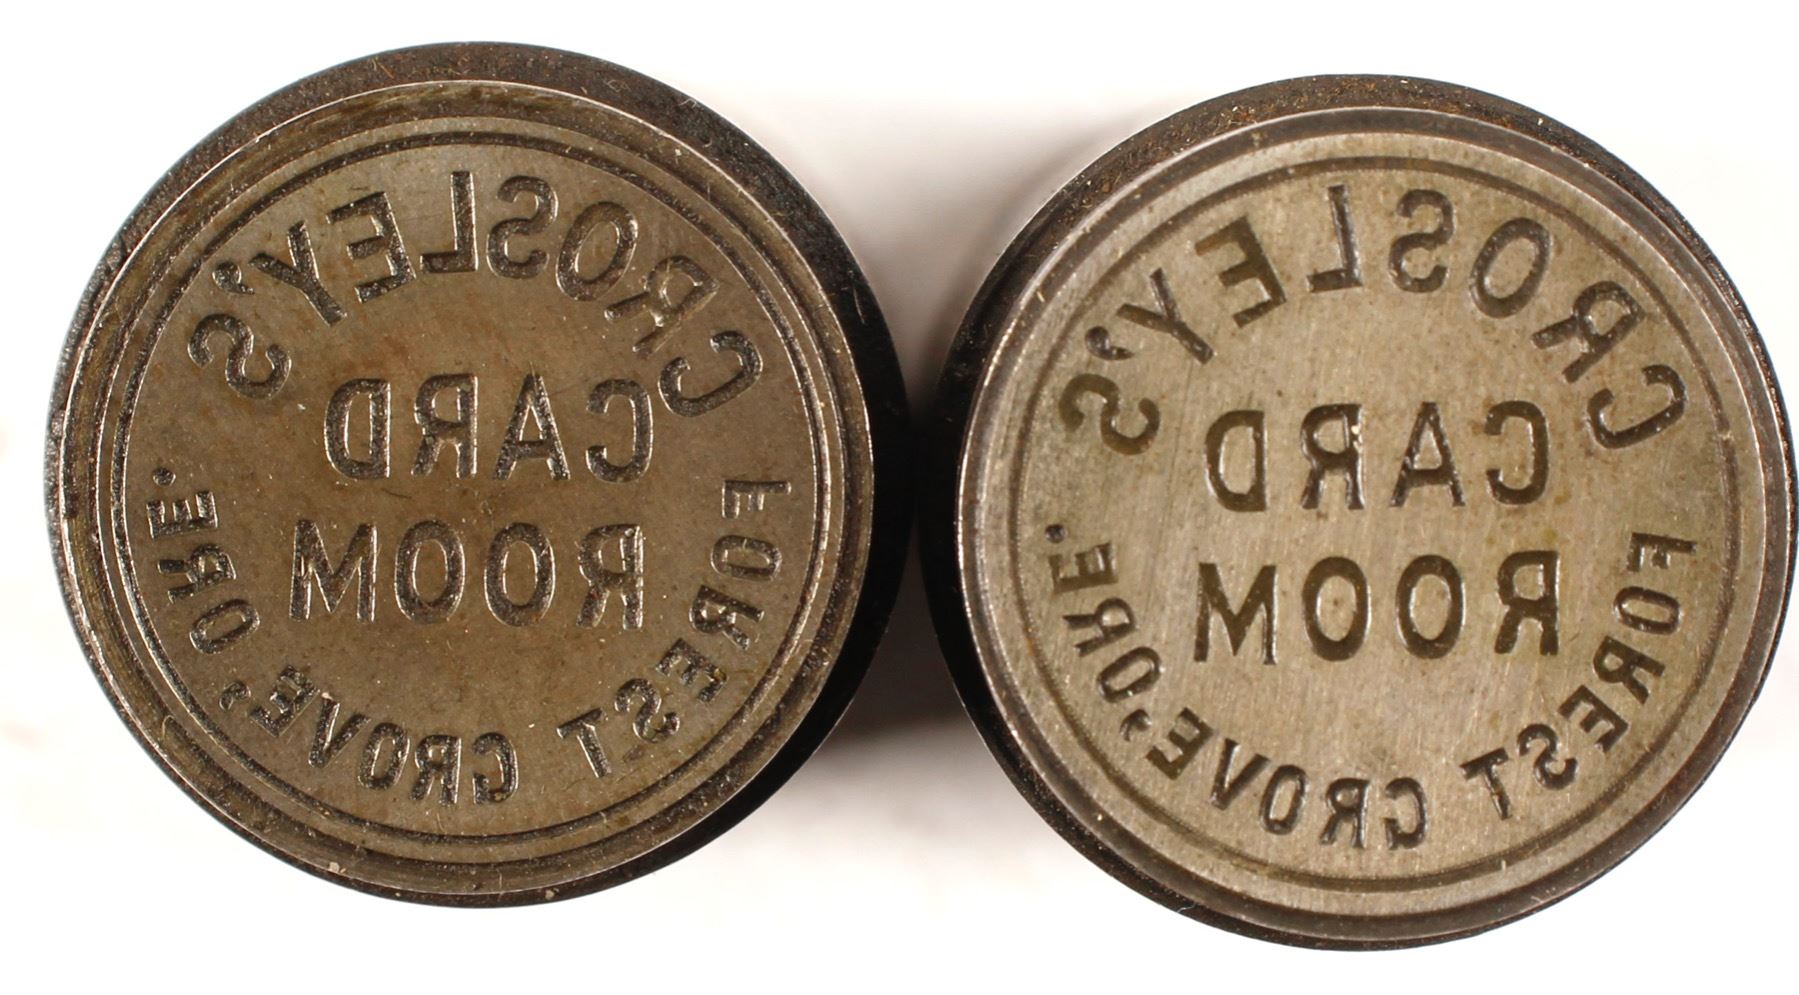 CROSLEY'S
CARD
ROOM
FOREST GROVE, ORE.
CROSLEY'S
CARD
ROOM
FOREST GROVE, ORE.